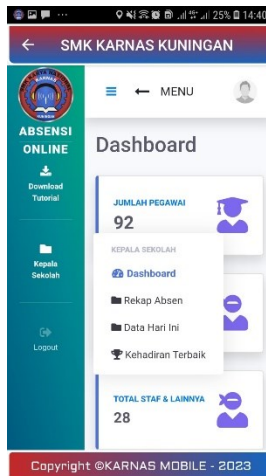 25% 14:40
SMK KARNAS KUNINGAN
MENU
ABSENSI
ONLINE
Download
Tutorial
Kepala
Sekolah
Logout
Dashboard
JUMLAH PEGAWAI
92
KEPALA SEKOLAH
Dashboard
Rekap Absen
Data Hari Ini
Kehadiran Terbaik
TOTAL STAF & LAINNYA
28
Copyright ©KARNAS MOBILE - 2023